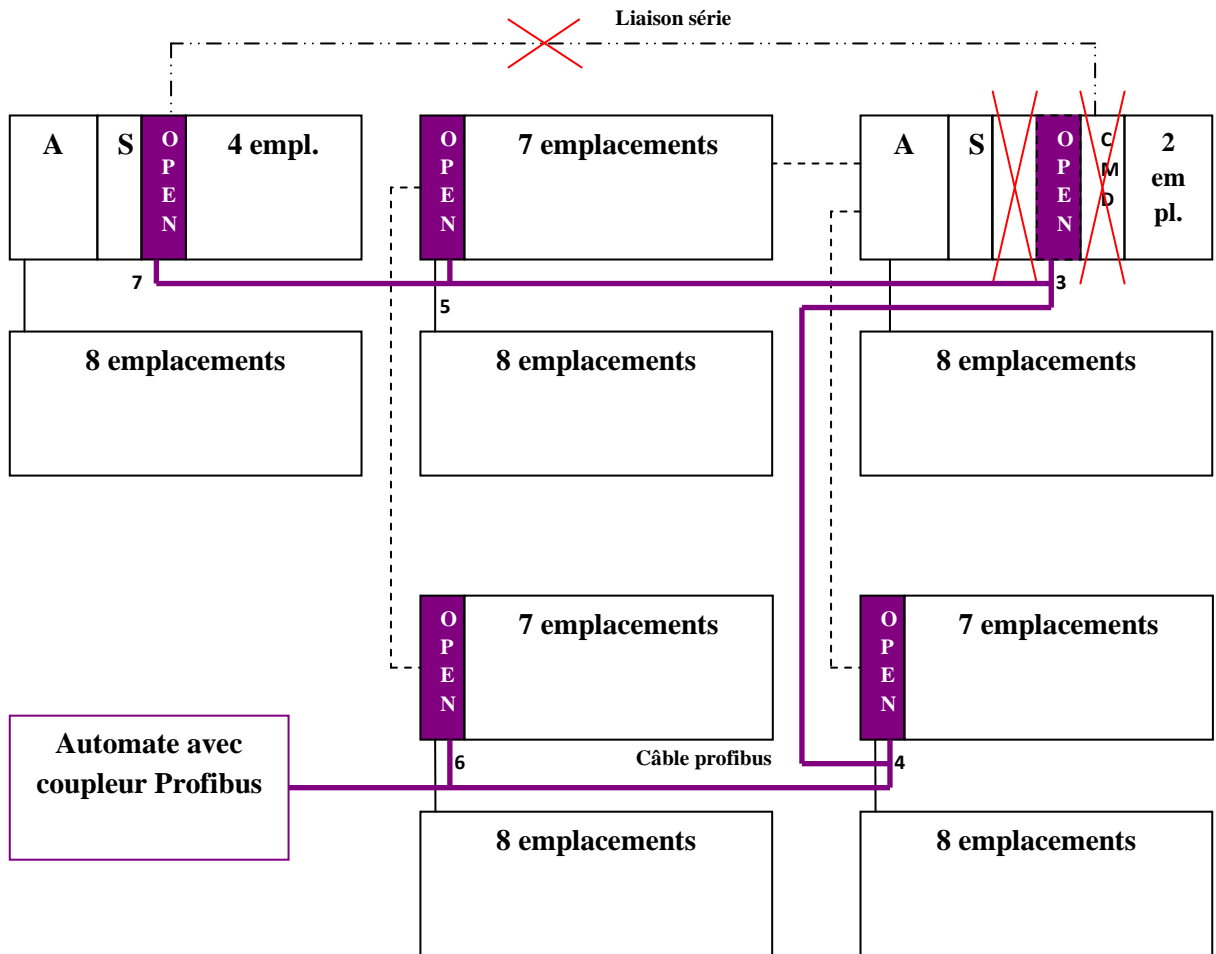 Liaison série
A
S
OPEN
4 empl.
OPEN
7 emplacements
A
S
OPEN
CMD
2
em
pl.
7
5
3
8 emplacements
8 emplacements
8 emplacements
OPEN
7 emplacements
OPEN
7 emplacements
Automate avec
coupleur Profibus
6
Câble profibus
4
8 emplacements
8 emplacements